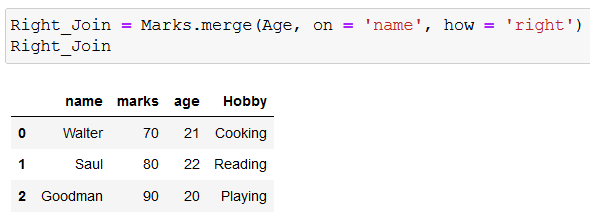 Right_Join = Marks.merge(Age, on = 'name', how = 'right')
Right_Join
name marks age Hobby
0 Walter 70 21 Cooking
1 Saul 80 22 Reading
2 Goodman 90 20 Playing